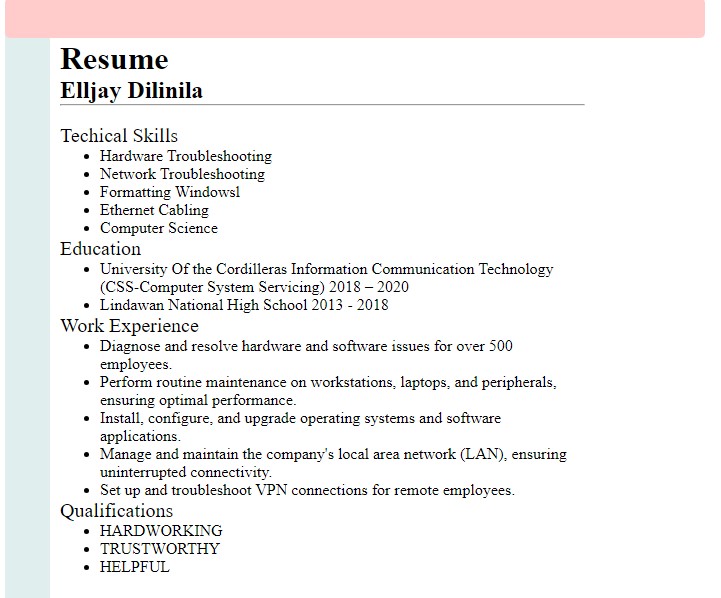 Resume
Elljay Dilinila
Techical Skills
• Hardware Troubleshooting
• Network Troubleshooting
• Formatting Windowsl
• Ethernet Cabling
• Computer Science
Education
• University Of the Cordilleras Information Communication Technology
(CSS-Computer System Servicing) 2018 – 2020
• Lindawan National High School 2013 - 2018
Work Experience
• Diagnose and resolve hardware and software issues for over 500
employees.
• Perform routine maintenance on workstations, laptops, and peripherals,
ensuring optimal performance.
• Install, configure, and upgrade operating systems and software
applications.
• Manage and maintain the company's local area network (LAN), ensuring
uninterrupted connectivity.
• Set up and troubleshoot VPN connections for remote employees.
Qualifications
• HARDWORKING
• TRUSTWORTHY
• HELPFUL